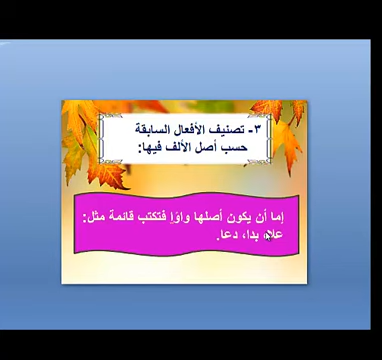 ٣- تصنيف الأفعال السابقة
حسب أصل الألف فيها:
إما أن يكون أصلها واوًا فتكتب قائمة مثل:
علا، بدا، دعا.